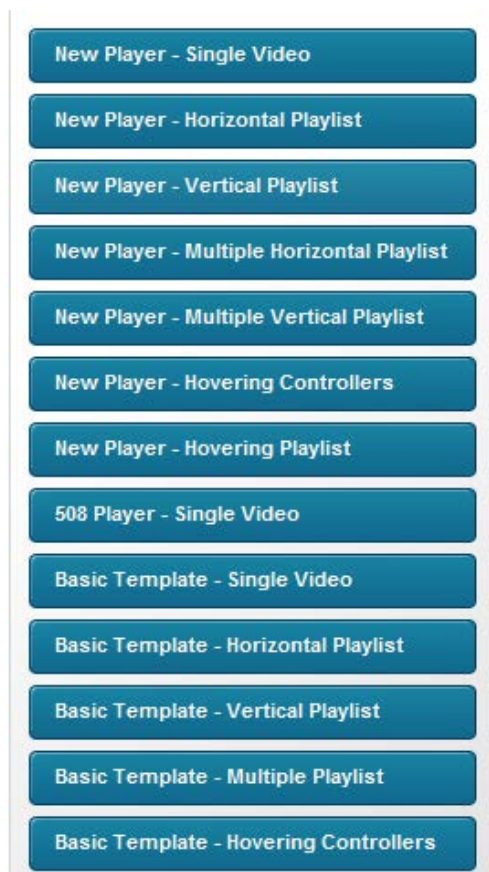 New Player - Single Video
New Player - Horizontal Playlist
New Player - Vertical Playlist
New Player - Multiple Horizontal Playlist
New Player - Multiple Vertical Playlist
New Player - Hovering Controllers
New Player - Hovering Playlist
508 Player - Single Video
Basic Template - Single Video
Basic Template - Horizontal Playlist
Basic Template - Vertical Playlist
Basic Template - Multiple Playlist
Basic Template - Hovering Controllers